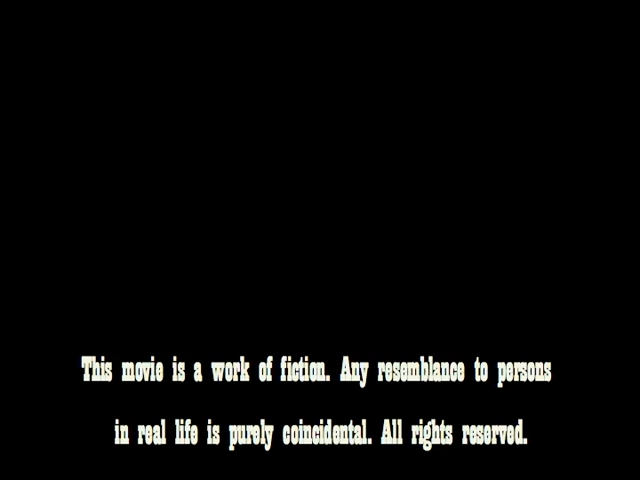 This movie is a work of fiction. Any resemblance to persons
in real life is purely coincidental. All rights reserved.